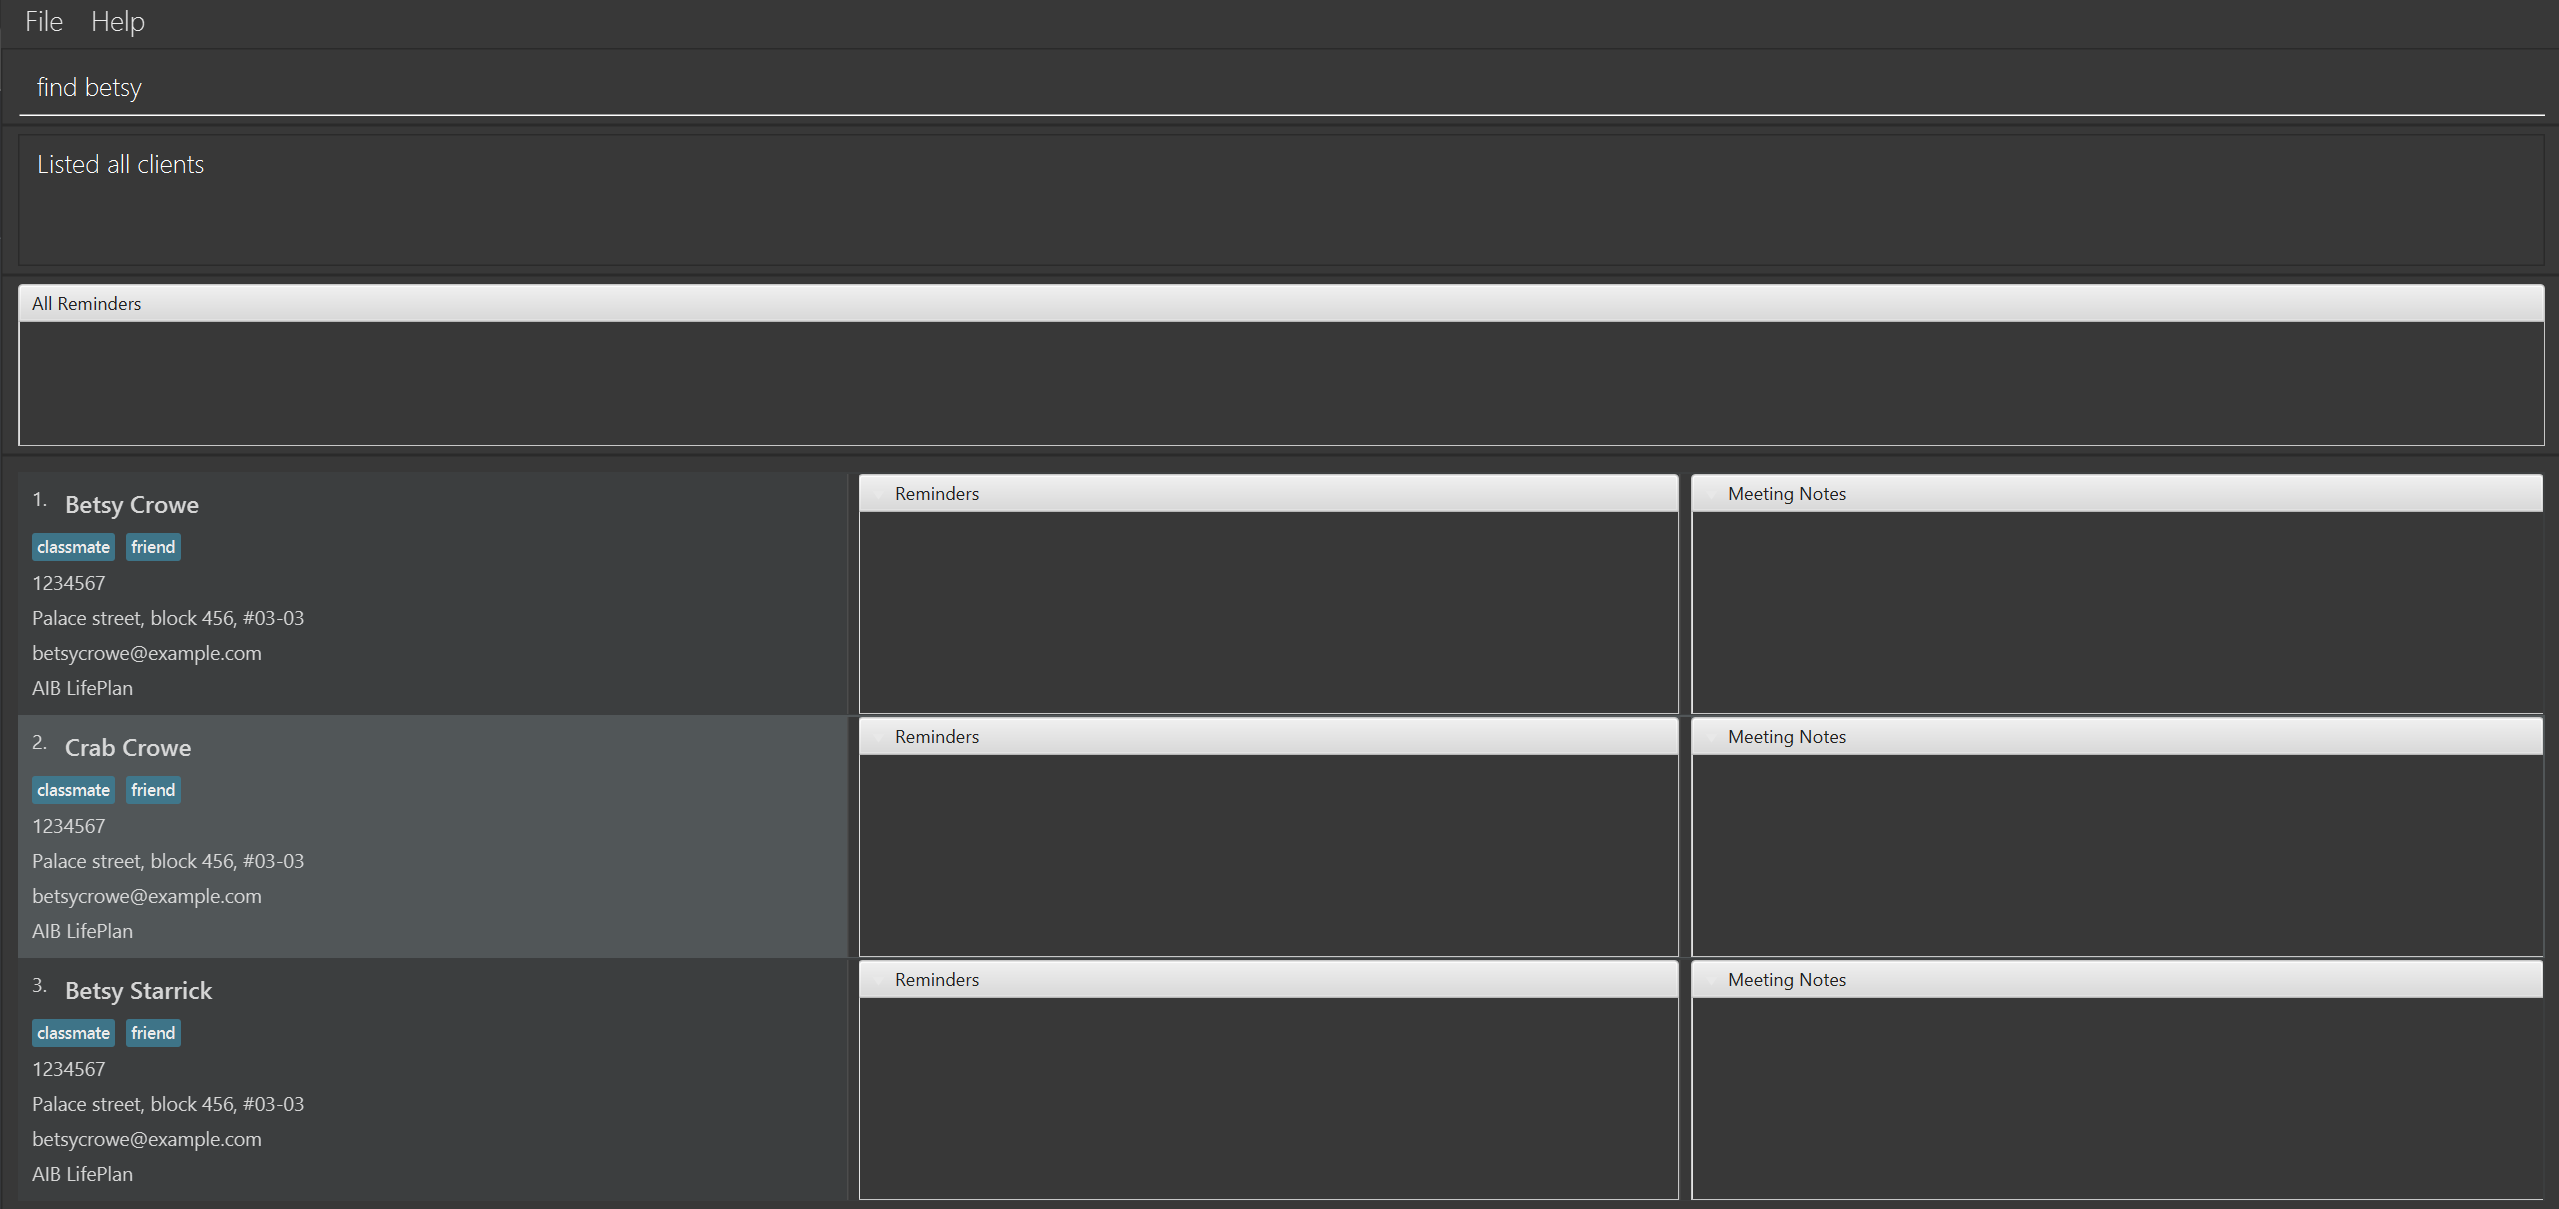 File Help
find betsy
Listed all clients
All Reminders
1. Betsy Crowe
classmate friend
1234567
Palace street, block 456, #03-03
betsycrowe@example.com
AIB LifePlan
Reminders
Meeting Notes
2. Crab Crowe
classmate friend
1234567
Palace street, block 456, #03-03
betsycrowe@example.com
AIB LifePlan
Reminders
Meeting Notes
3. Betsy Starrick
classmate friend
1234567
Palace street, block 456, #03-03
betsycrowe@example.com
AIB LifePlan
Reminders
Meeting Notes